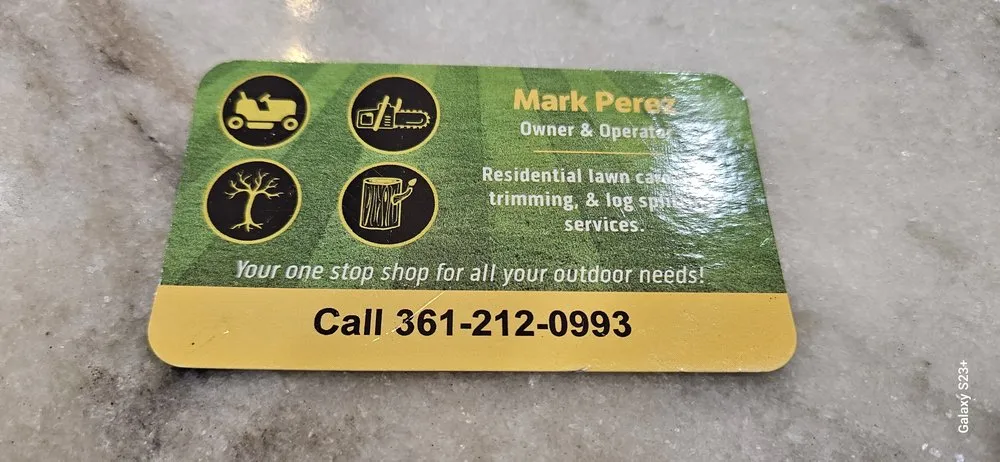 Mark Perez
Owner & Operator
Residential lawn care,
trimming, & log
services.
Your one stop shop for all your outdoor needs!
Call 361-212-0993
Galaxy S23+